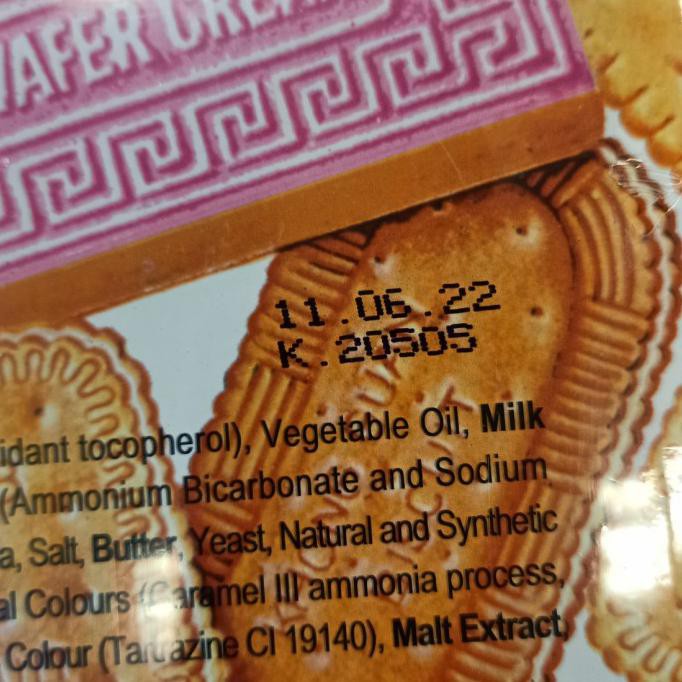 WAFER CREAM
11.06.22
K.20505
idant tocopherol), Vegetable Oil, Milk
(Ammonium Bicarbonate and Sodium
a, Salt, Butter, Yeast, Natural and Synthetic
al Colours (Caramel III ammonia process,
Colour (Tartrazine CI 19140), Malt Extract,